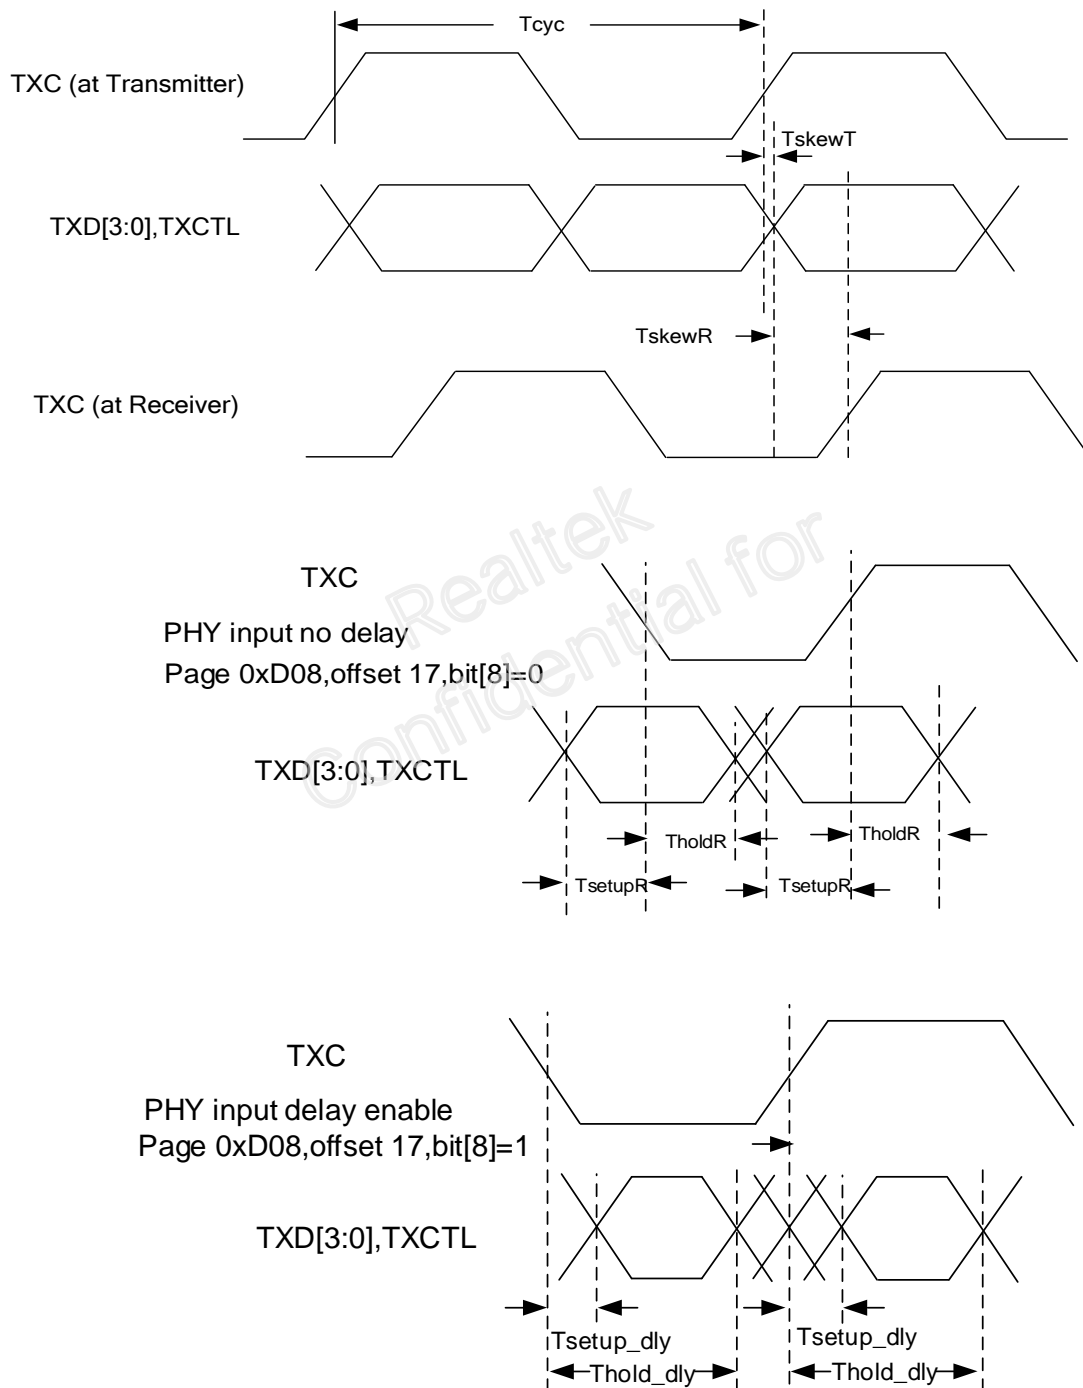 Tcyc
TXC (at Transmitter)
TskewT
TXD[3:0],TXCTL
TskewR
TXC (at Receiver)
Realtek
Confidential for
TXC
PHY input no delay
Page 0xD08,offset 17,bit[8]=0
TXD[3:0],TXCTL
TholdR
TholdR
TsetupR
TsetupR
TXC
PHY input delay enable
Page 0xD08,offset 17,bit[8]=1
TXD[3:0],TXCTL
Tsetup_dly
Tsetup_dly
Thold_dly
Thold_dly